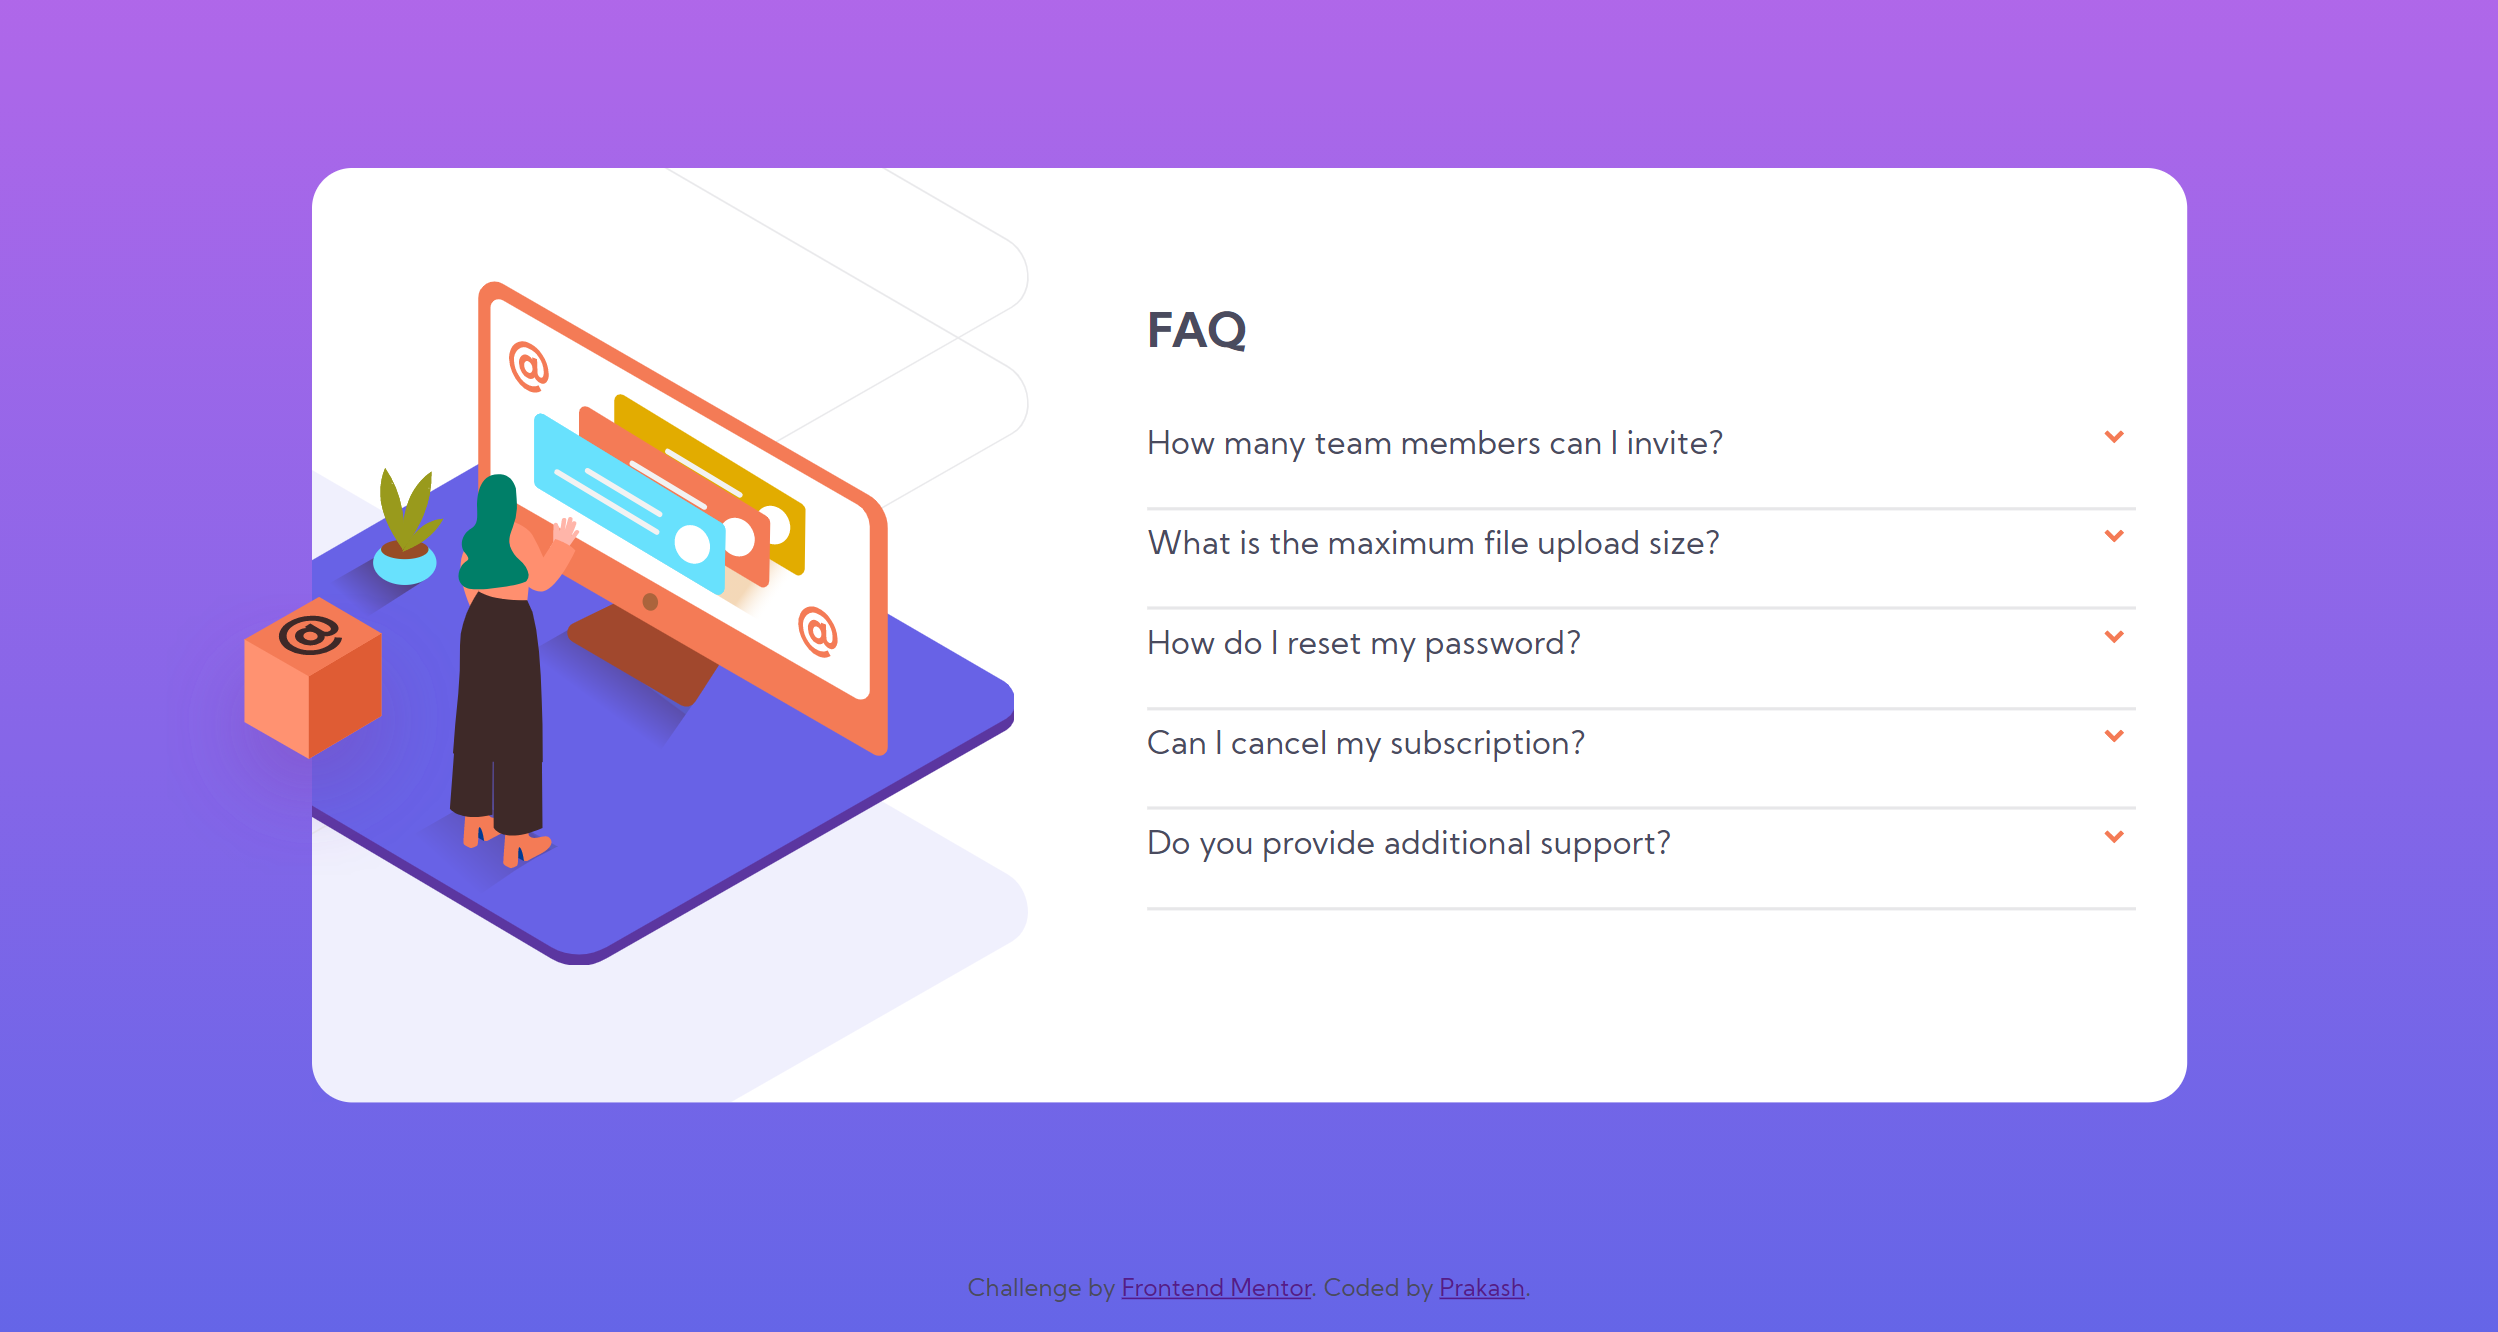 FAQ
How many team members can I invite?
What is the maximum file upload size?
How do I reset my password?
Can I cancel my subscription?
Do you provide additional support?
@
@
@
Challenge by Frontend Mentor. Coded by Prakash.